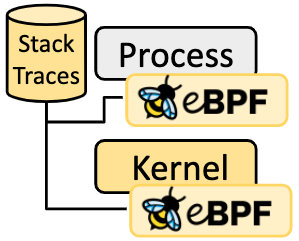 Stack
Traces
Process
eBPF
Kernel
eBPF